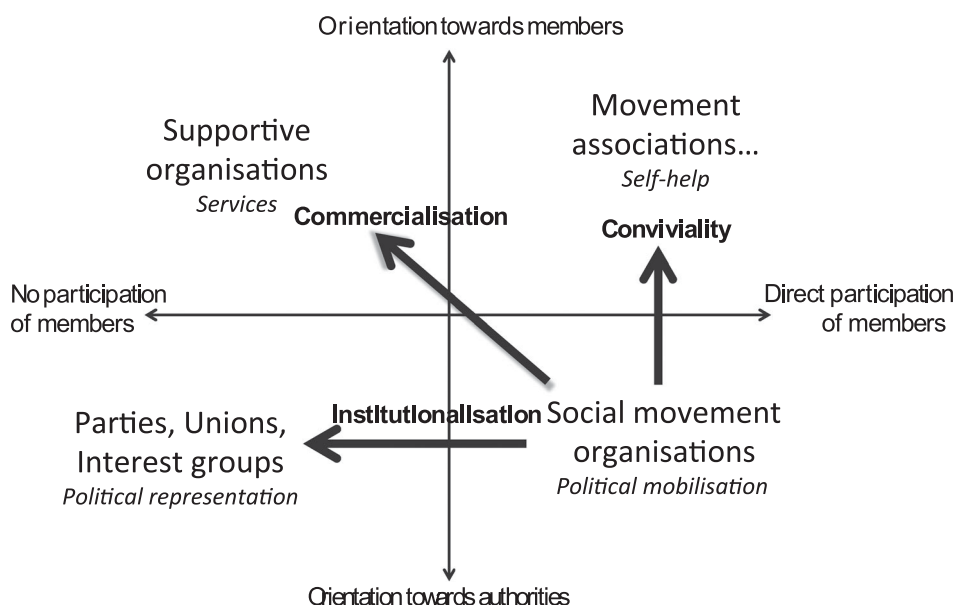 Orientation towards members
Supportive
organisations
Services
Movement
associations...
Self-help
Commercialisation
Conviviality
No participation
of members
Direct participation
of members
Institutionalisation
Parties, Unions,
Interest groups
Political representation
Social movement
organisations
Political mobilisation
Orientation towards authorities